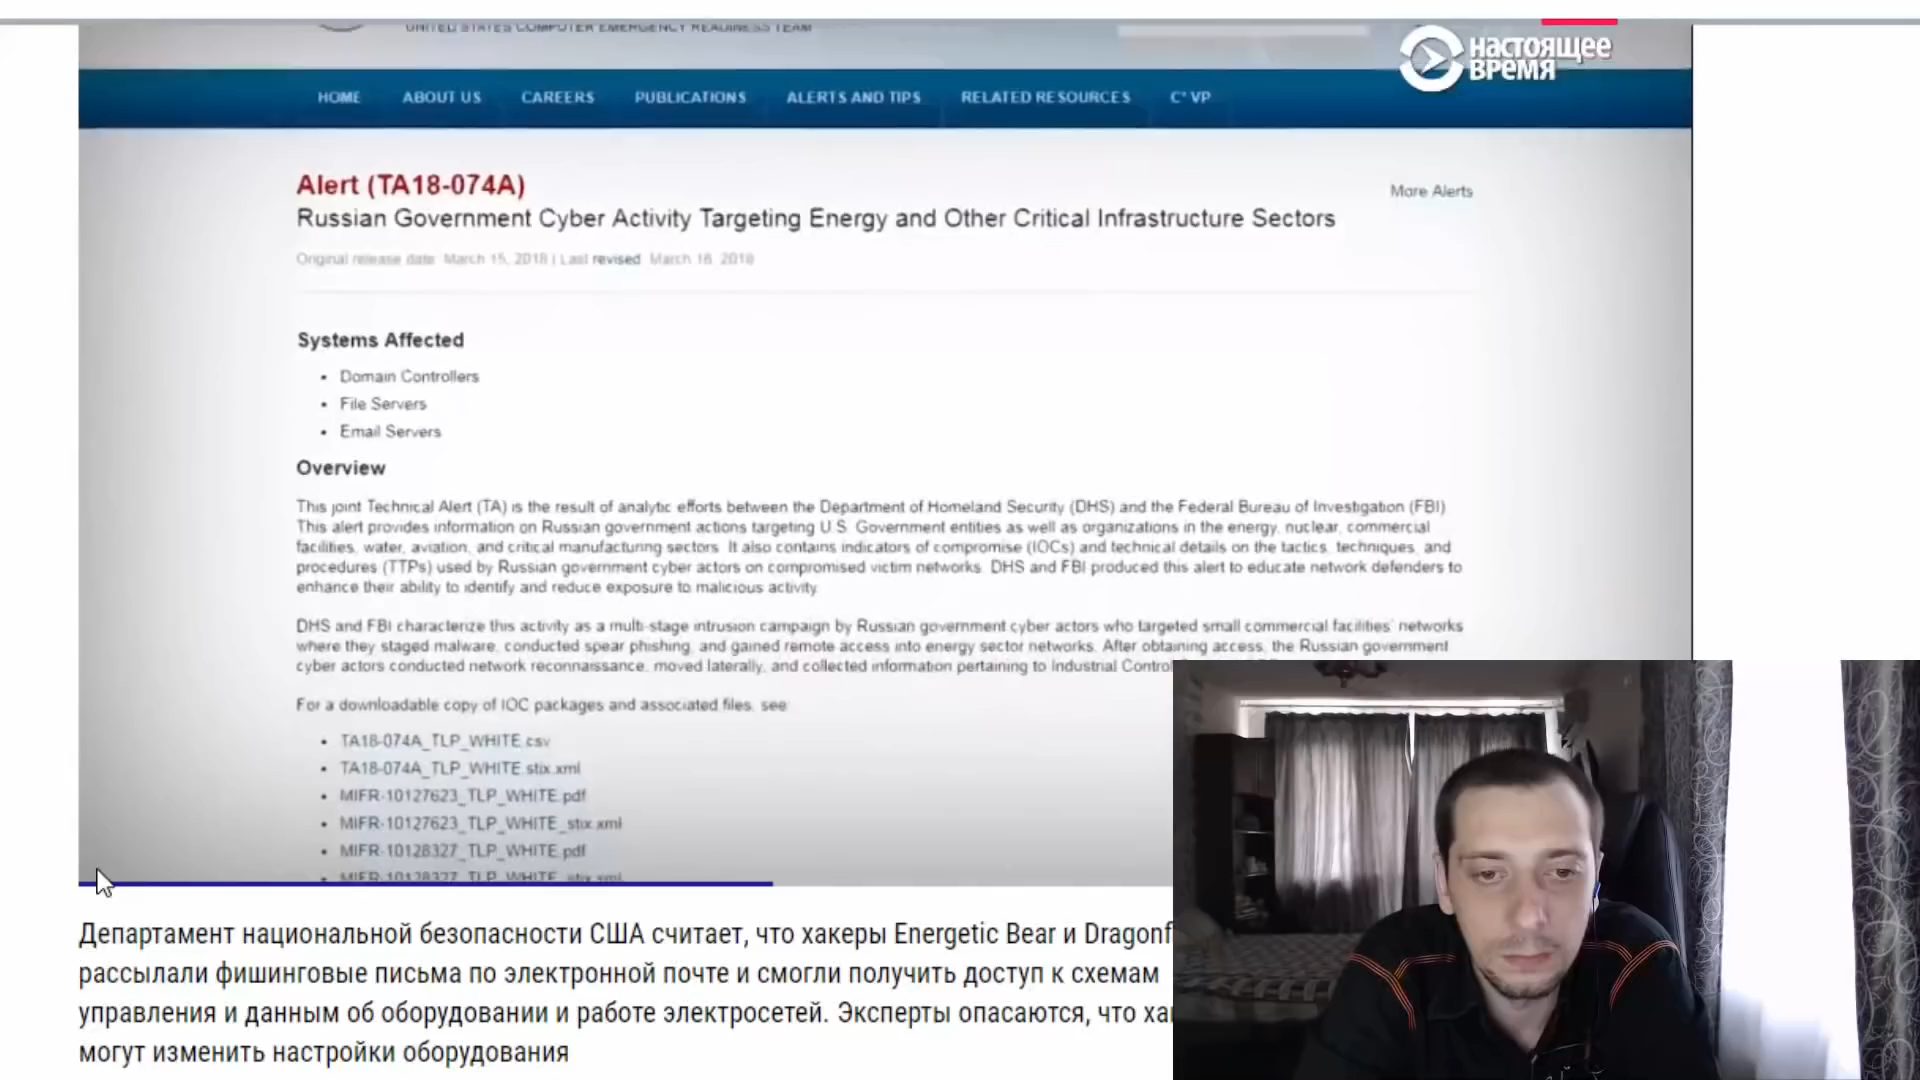 UNITED STATES COMPUTER EMERGENCY READINESS TEAM
НАСТОЯЩЕЕ
ВРЕМЯ
HOME ABOUT US CAREERS PUBLICATIONS ALERTS AND TIPS RELATED RESOURCES C³ VP
Alert (TA18-074A)
More Alerts
Russian Government Cyber Activity Targeting Energy and Other Critical Infrastructure Sectors
Original release date: March 15, 2018 | Last revised: March 16, 2018
Systems Affected
• Domain Controllers
• File Servers
• Email Servers
Overview
This joint Technical Alert (TA) is the result of analytic efforts between the Department of Homeland Security (DHS) and the Federal Bureau of Investigation (FBI).
This alert provides information on Russian government actions targeting U.S. Government entities as well as organizations in the energy, nuclear, commercial
facilities, water, aviation, and critical manufacturing sectors. It also contains indicators of compromise (IOCs) and technical details on the tactics, techniques, and
procedures (TTPs) used by Russian government cyber actors on compromised victim networks. DHS and FBI produced this alert to educate network defenders to
enhance their ability to identify and reduce exposure to malicious activity.
DHS and FBI characterize this activity as a multi-stage intrusion campaign by Russian government cyber actors who targeted small commercial facilities' networks
where they staged malware, conducted spear phishing, and gained remote access into energy sector networks. After obtaining access, the Russian government
cyber actors conducted network reconnaissance, moved laterally, and collected information pertaining to Industrial Control
For a downloadable copy of IOC packages and associated files, see:
• TA18-074A_TLP_WHITE.csv
• TA18-074A_TLP_WHITE.stix.xml
• MIFR-10127623_TLP_WHITE.pdf
• MIFR-10127623_TLP_WHITE_stix.xml
• MIFR-10128327_TLP_WHITE.pdf
• MIFR-10128327_TLP_WHITE_stix.xml
Департамент национальной безопасности США считает, что хакеры Energetic Bear и Dragonf
рассылали фишинговые письма по электронной почте и смогли получить доступ к схемам
управления и данным об оборудовании и работе электросетей. Эксперты опасаются, что ха
могут изменить настройки оборудования